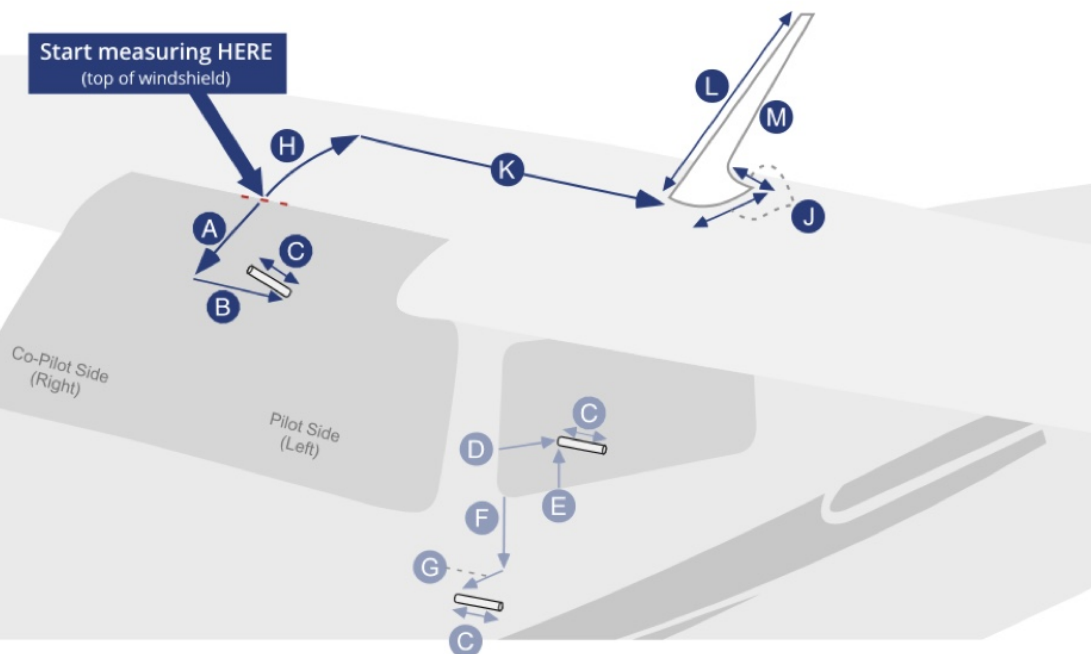 Start measuring HERE
(top of windshield)
L
M
H
K
J
A
C
B
Co-Pilot Side
(Right)
Pilot Side
(Left)
C
D
E
F
G
C